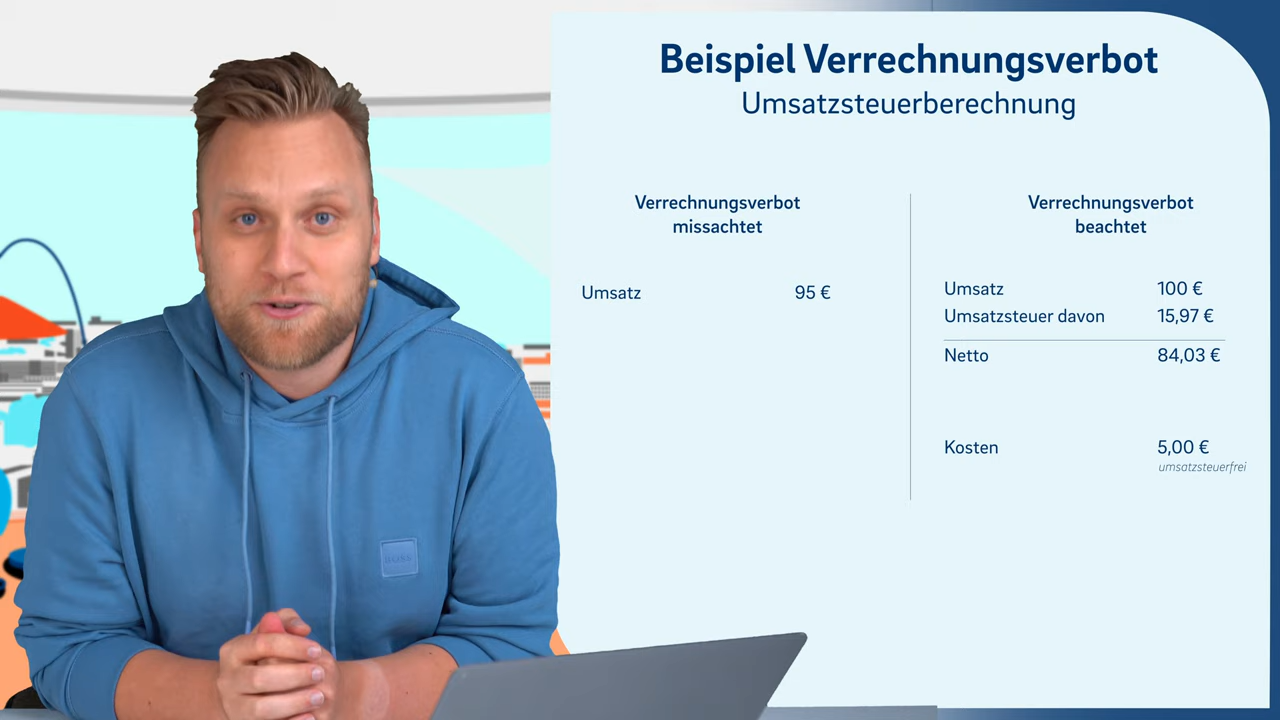 Beispiel Verrechnungsverbot
Umsatzsteuerberechnung
Verrechnungsverbot
missachtet
Umsatz 95 €
Verrechnungsverbot
beachtet
Umsatz 100 €
Umsatzsteuer davon 15,97 €
Netto 84,03 €
Kosten 5,00 €
umsatzsteuerfrei
BOSS